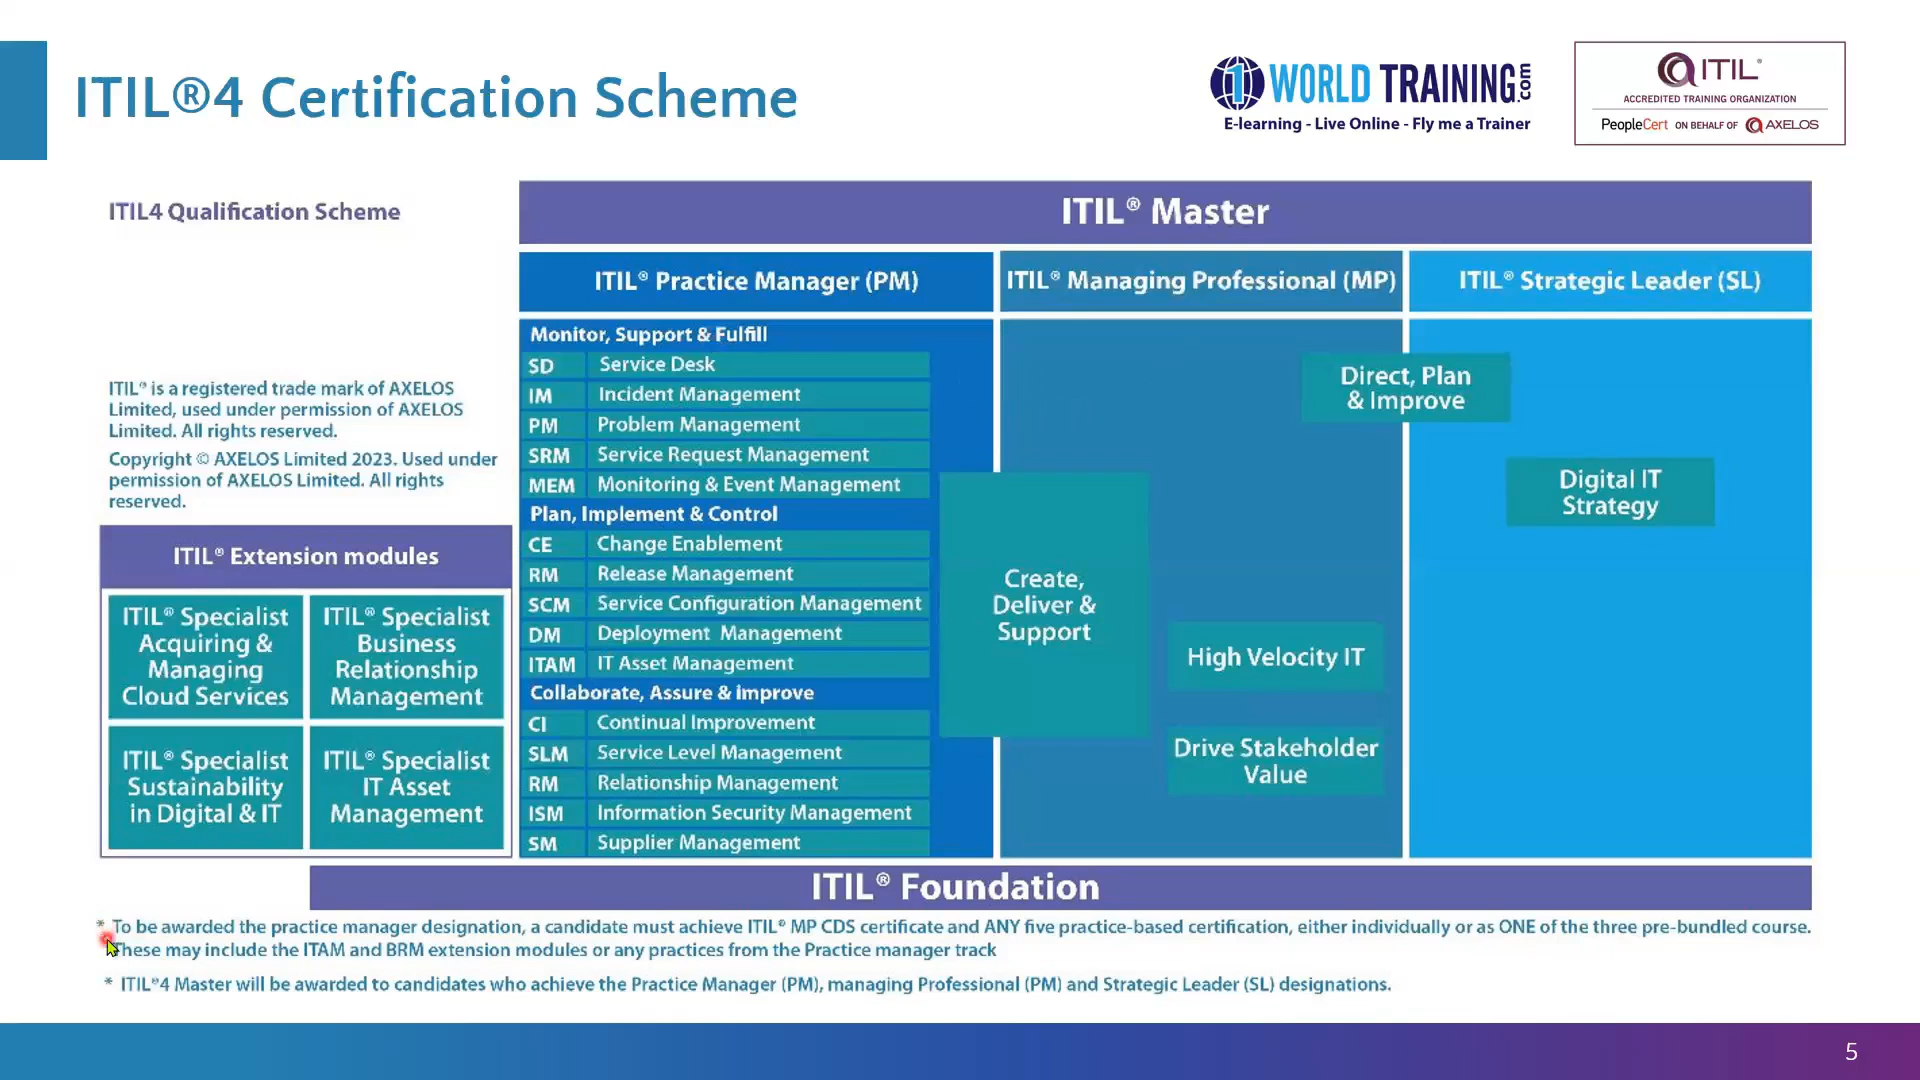 ITIL®4 Certification Scheme
1 WORLD TRAINING.com
E-learning - Live Online - Fly me a Trainer
ITIL®
ACCREDITED TRAINING ORGANIZATION
PeopleCert ON BEHALF OF AXELOS
ITIL4 Qualification Scheme
ITIL® is a registered trade mark of AXELOS
Limited, used under permission of AXELOS
Limited. All rights reserved.
Copyright © AXELOS Limited 2023. Used under
permission of AXELOS Limited. All rights
reserved.
ITIL® Extension modules
ITIL® Specialist
Acquiring &
Managing
Cloud Services
ITIL® Specialist
Business
Relationship
Management
ITIL® Specialist
Sustainability
in Digital & IT
ITIL® Specialist
IT Asset
Management
ITIL® Master
ITIL® Practice Manager (PM)
Monitor, Support & Fulfill
SD Service Desk
IM Incident Management
PM Problem Management
SRM Service Request Management
MEM Monitoring & Event Management
Plan, Implement & Control
CE Change Enablement
RM Release Management
SCM Service Configuration Management
DM Deployment Management
ITAM IT Asset Management
Collaborate, Assure & improve
CI Continual Improvement
SLM Service Level Management
RM Relationship Management
ISM Information Security Management
SM Supplier Management
ITIL® Managing Professional (MP)
Create,
Deliver &
Support
High Velocity IT
Drive Stakeholder
Value
Direct, Plan
& Improve
ITIL® Strategic Leader (SL)
Digital IT
Strategy
ITIL® Foundation
* To be awarded the practice manager designation, a candidate must achieve ITIL® MP CDS certificate and ANY five practice-based certification, either individually or as ONE of the three pre-bundled course.
These may include the ITAM and BRM extension modules or any practices from the Practice manager track
* ITIL®4 Master will be awarded to candidates who achieve the Practice Manager (PM), managing Professional (PM) and Strategic Leader (SL) designations.
5